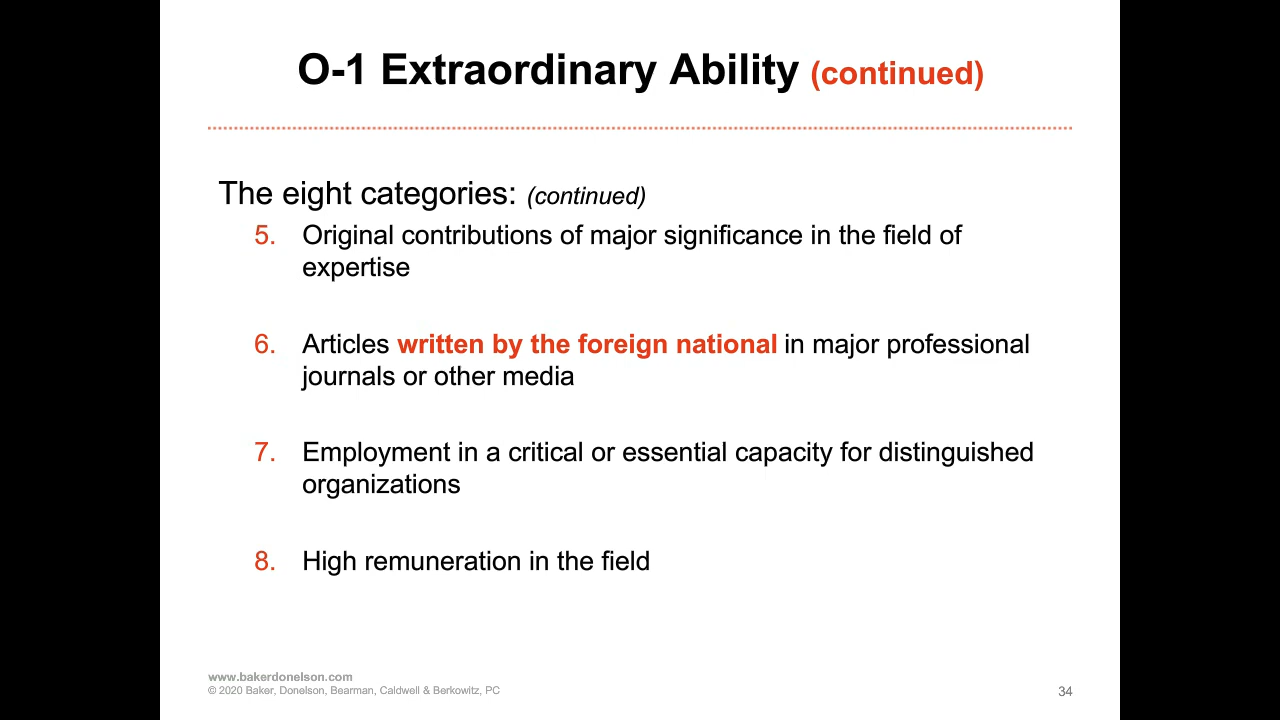 O-1 Extraordinary Ability (continued)
The eight categories: (continued)
5. Original contributions of major significance in the field of
expertise
6. Articles written by the foreign national in major professional
journals or other media
7. Employment in a critical or essential capacity for distinguished
organizations
8. High remuneration in the field
www.bakerdonelson.com
© 2020 Baker, Donelson, Bearman, Caldwell & Berkowitz, PC
34